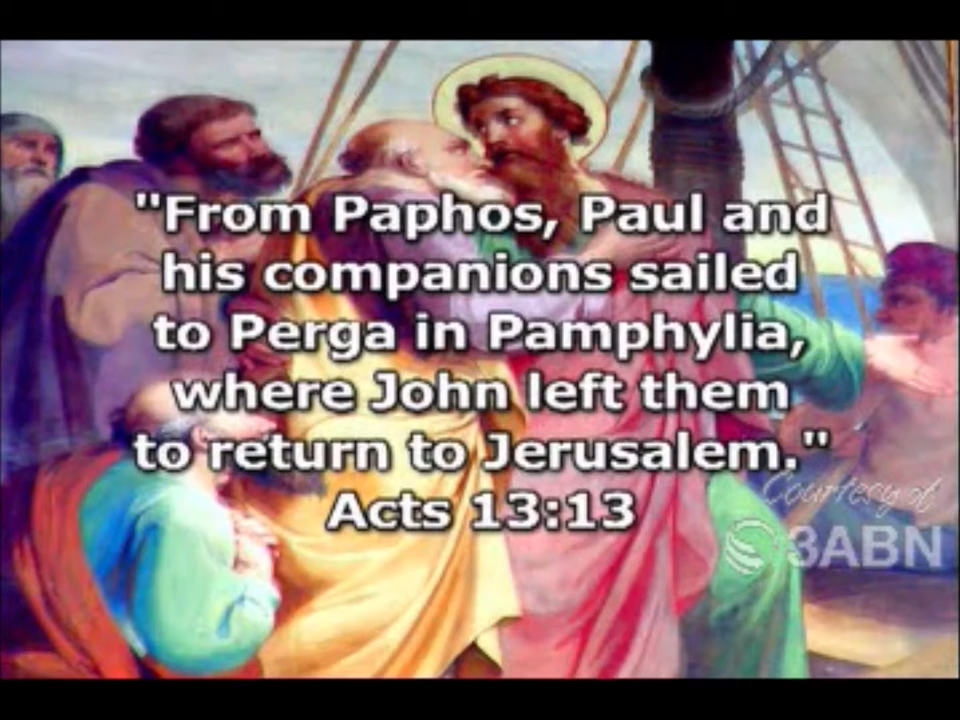 "From Paphos, Paul and
his companions sailed
to Perga in Pamphylia,
where John left them
to return to Jerusalem."
Acts 13:13
Courtesy of
3ABN